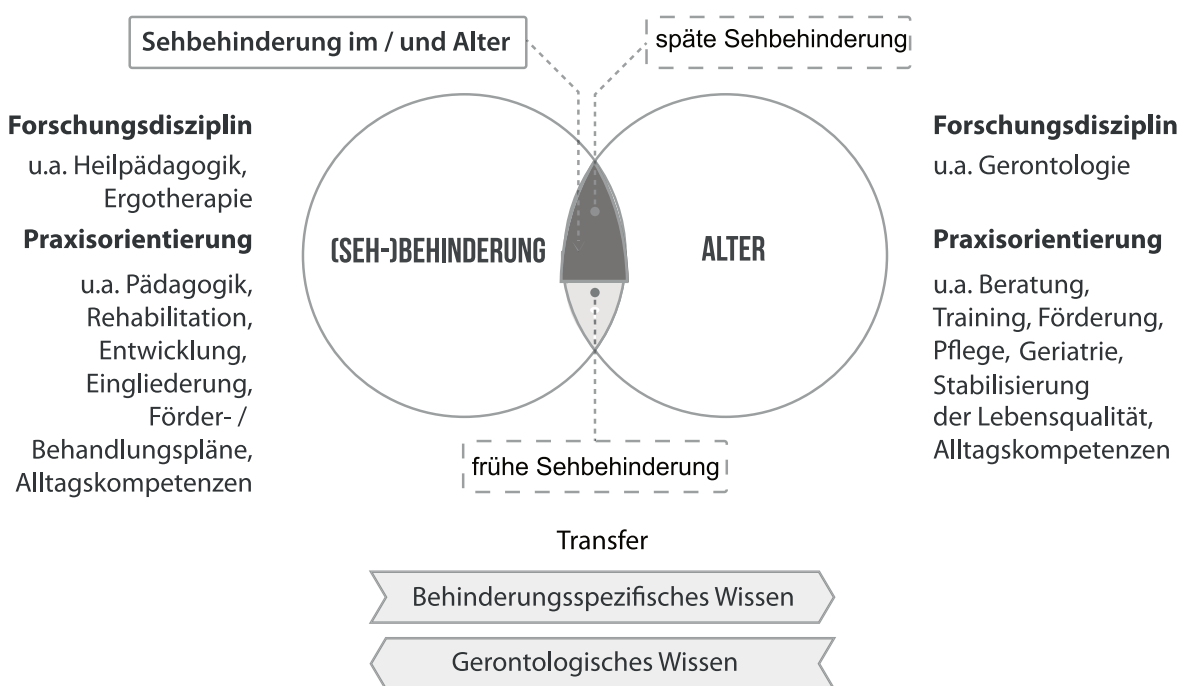 Sehbehinderung im / und Alter
späte Sehbehinderung
Forschungsdisziplin
u.a. Heilpädagogik,
Ergotherapie
Praxisorientierung
u.a. Pädagogik,
Rehabilitation,
Entwicklung,
Eingliederung,
Förder- /
Behandlungspläne,
Alltagskompetenzen
(SEH-)BEHINDERUNG
ALTER
Forschungsdisziplin
u.a. Gerontologie
Praxisorientierung
u.a. Beratung,
Training, Förderung,
Pflege, Geriatrie,
Stabilisierung
der Lebensqualität,
Alltagskompetenzen
frühe Sehbehinderung
Transfer
Behinderungsspezifisches Wissen
Gerontologisches Wissen